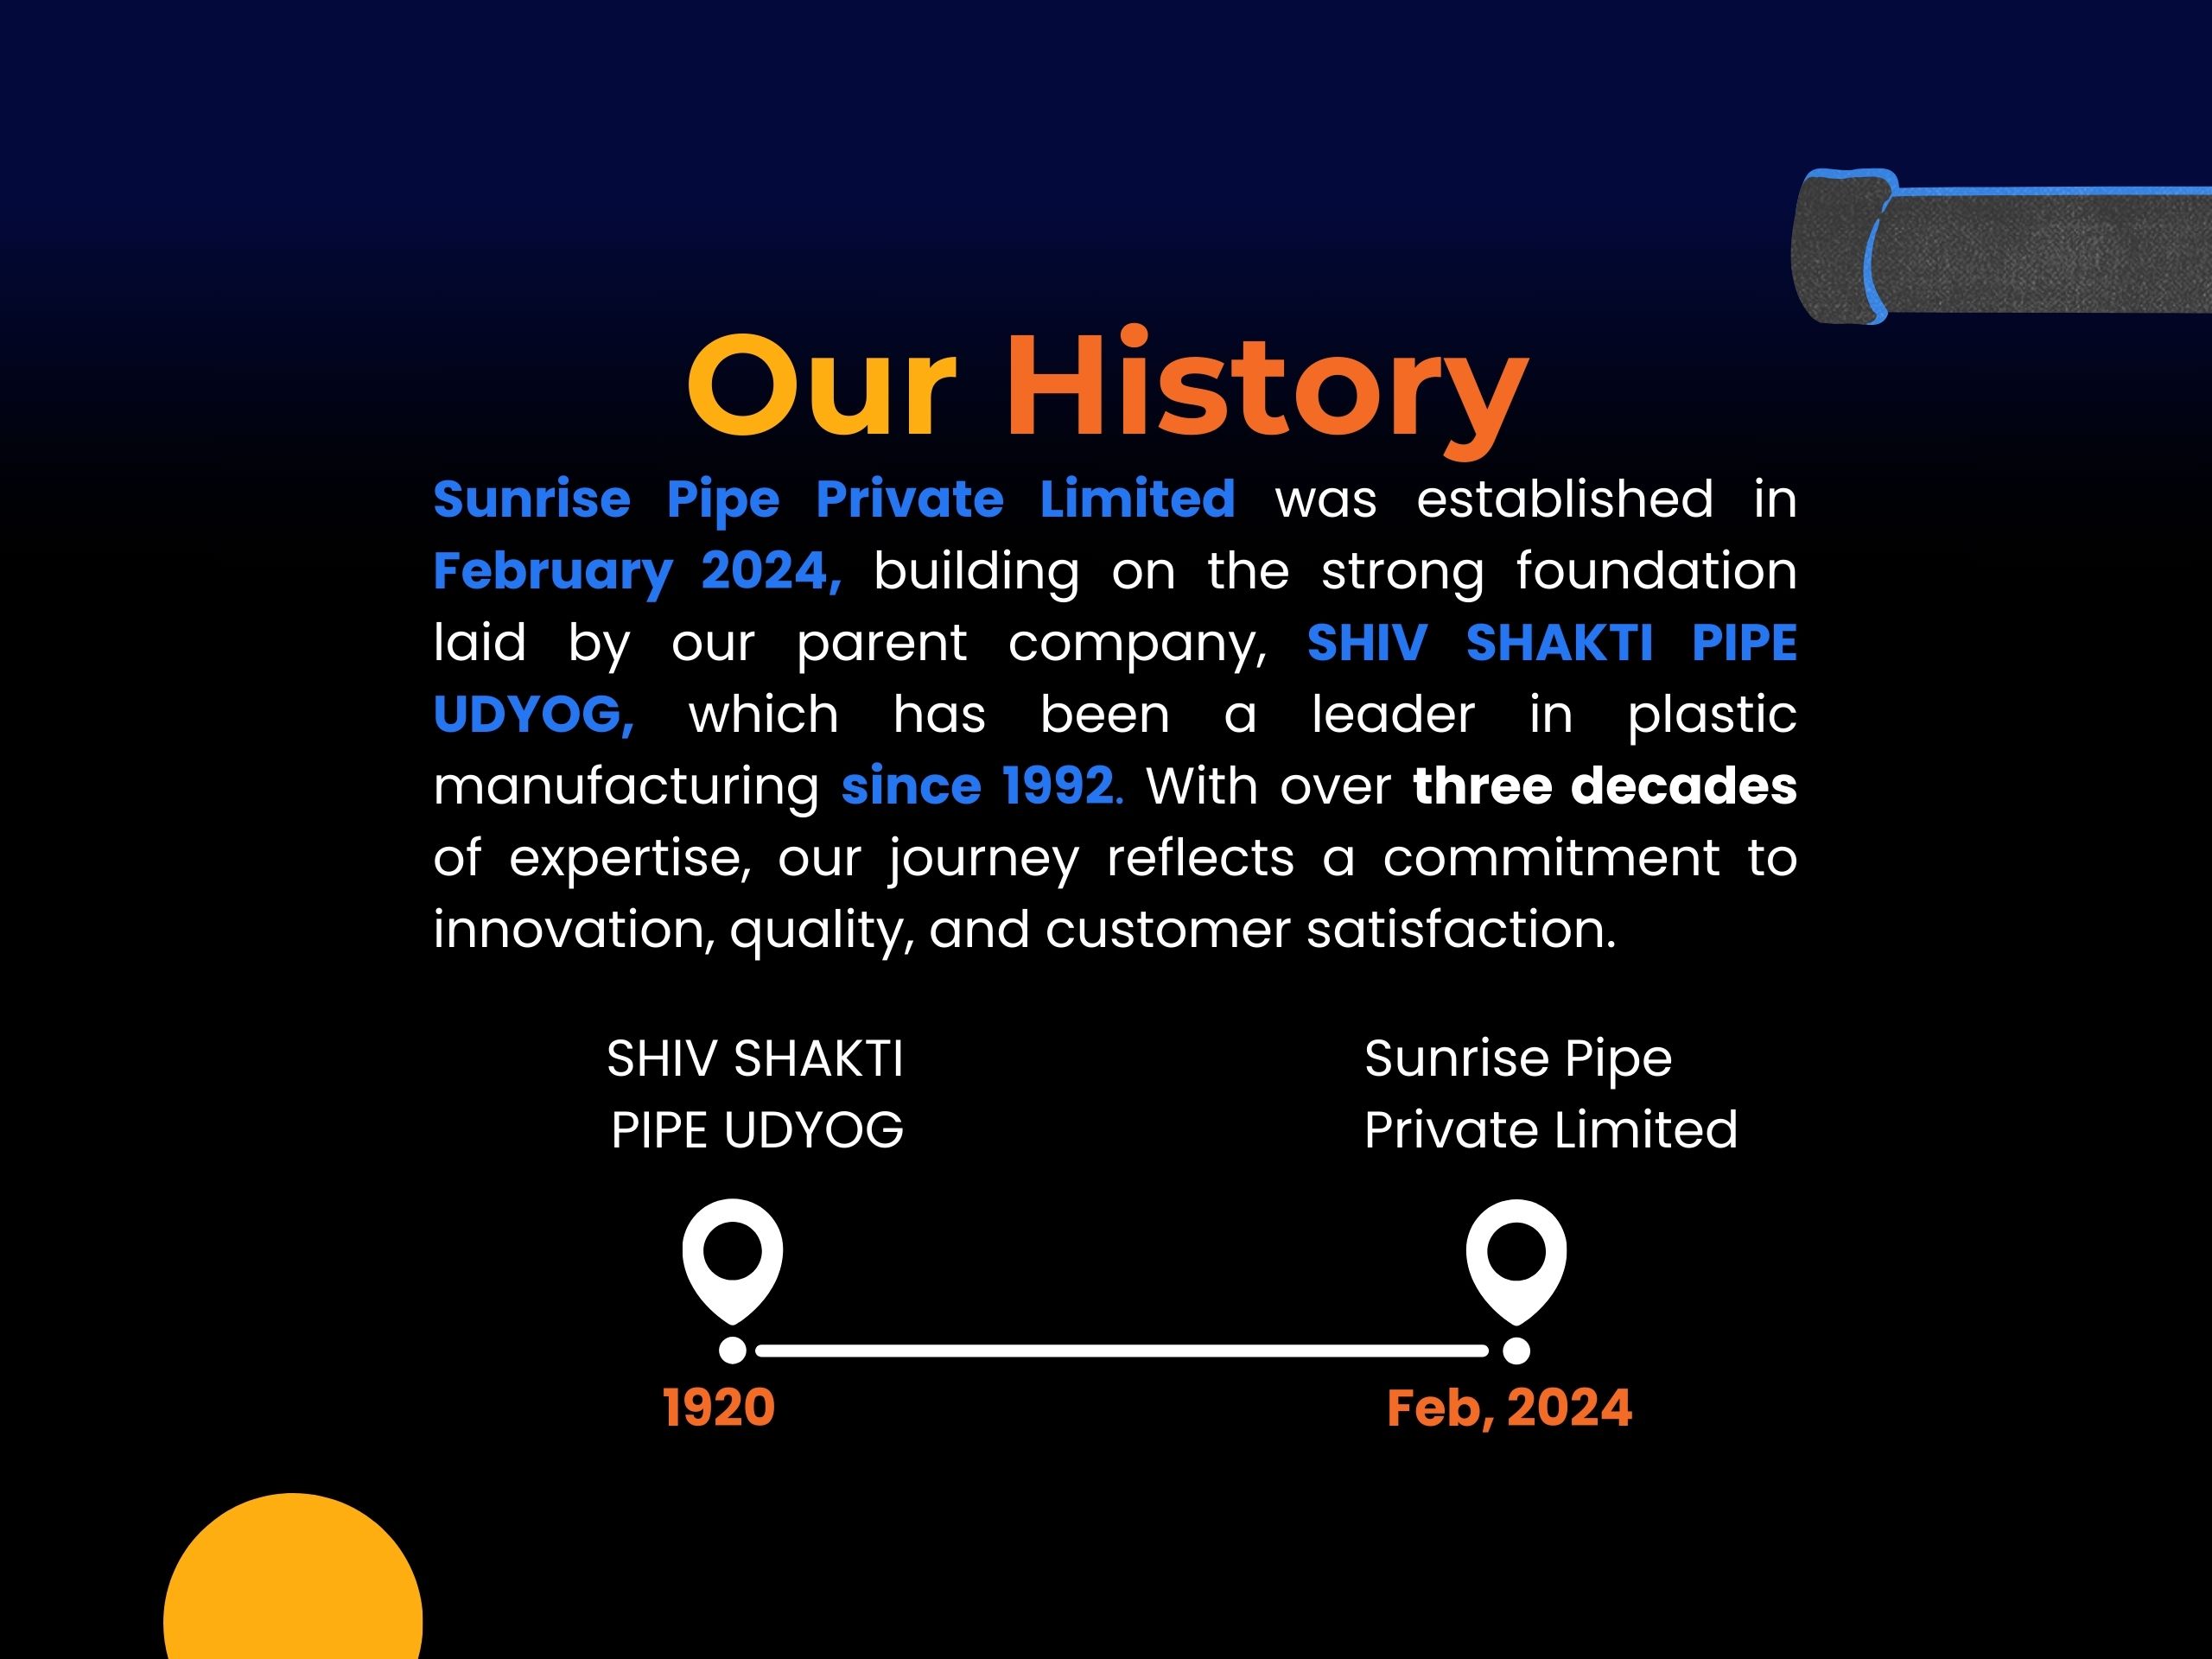 Our History
Sunrise Pipe Private Limited was established in
February 2024, building on the strong foundation
laid by our parent company, SHIV SHAKTI PIPE
UDYOG, which has been a leader in plastic
manufacturing since 1992. With over three decades
of expertise, our journey reflects a commitment to
innovation, quality, and customer satisfaction.
SHIV SHAKTI
PIPE UDYOG
Sunrise Pipe
Private Limited
1920
Feb, 2024